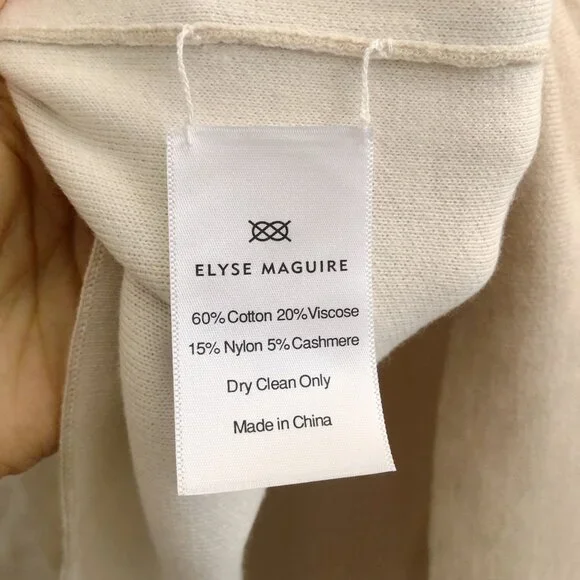 ELYSE MAGUIRE
60% Cotton 20% Viscose
15% Nylon 5% Cashmere
Dry Clean Only
Made in China